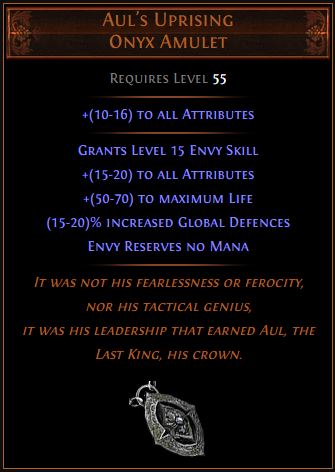 Aul's Uprising
Onyx Amulet
Requires Level 55
+(10-16) to all Attributes
Grants Level 15 Envy Skill
+(15-20) to all Attributes
+(50-70) to maximum Life
(15-20)% increased Global Defences
Envy Reserves no Mana
It was not his fearlessness or ferocity,
nor his tactical genius,
it was his leadership that earned Aul, the
Last King, his crown.